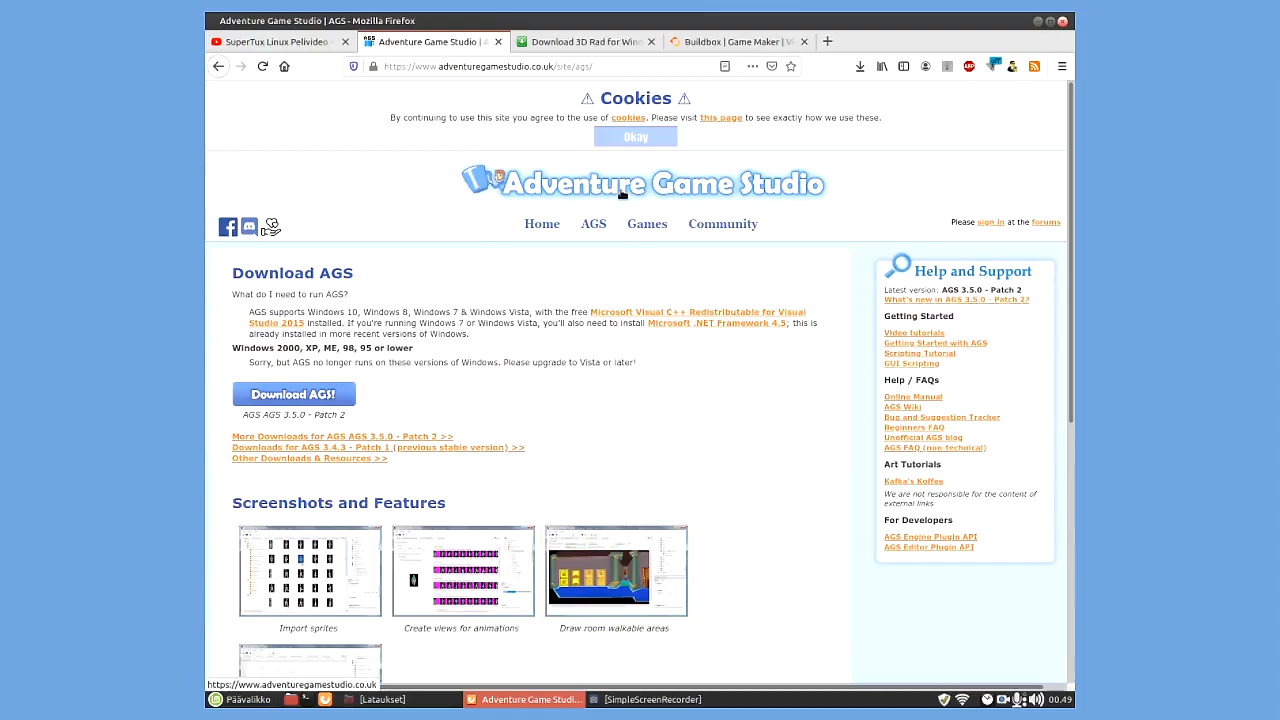 Adventure Game Studio | AGS - Mozilla Firefox
SuperTux Linux Pelivideo
Adventure Game Studio | A
Download 3D Rad for Win
Buildbox | Game Maker | Vi
https://www.adventuregamestudio.co.uk/site/ags/
⚠ Cookies ⚠
By continuing to use this site you agree to the use of cookies. Please visit this page to see exactly how we use these.
Okay
Adventure Game Studio
Home AGS Games Community
Please sign in at the forums
Download AGS
What do I need to run AGS?
AGS supports Windows 10, Windows 8, Windows 7 & Windows Vista, with the free Microsoft Visual C++ Redistributable for Visual
Studio 2015 installed. If you're running Windows 7 or Windows Vista, you'll also need to install Microsoft .NET Framework 4.5; this is
already installed in more recent versions of Windows.
Windows 2000, XP, ME, 98, 95 or lower
Sorry, but AGS no longer runs on these versions of Windows. Please upgrade to Vista or later!
Download AGS!
AGS AGS 3.5.0 - Patch 2
More Downloads for AGS AGS 3.5.0 - Patch 2 >>
Downloads for AGS 3.4.3 - Patch 1 (previous stable version) >>
Other Downloads & Resources >>
Screenshots and Features
Import sprites
Create views for animations
Draw room walkable areas
Help and Support
Latest version: AGS 3.5.0 - Patch 2
What's new in AGS 3.5.0 - Patch 2?
Getting Started
Video tutorials
Getting Started with AGS
Scripting Tutorial
GUI Scripting
Help / FAQs
Online Manual
AGS Wiki
Bug and Suggestion Tracker
Beginners FAQ
Unofficial AGS blog
AGS FAQ (non-technical)
Art Tutorials
Kafka's Koffee
We are not responsible for the content of
external links
For Developers
AGS Engine Plugin API
AGS Editor Plugin API
https://www.adventuregamestudio.co.uk
Päävalikko
[Lataukset]
Adventure Game Studi...
[SimpleScreenRecorder]
00.49